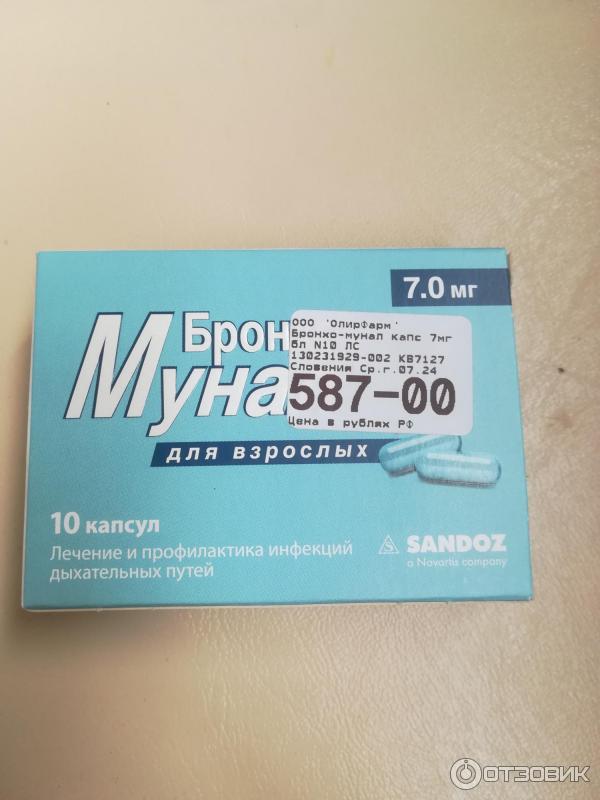 7.0 мг
Брон
Муна
для взрослых
ООО 'ОлирФарм'
Бронхо-мунал капс 7мг
бл N10 ЛС
130231929-002 КВ7127
Словения Ср.г.07.24
587-00
Цена в рублях РФ
10 капсул
Лечение и профилактика инфекций
дыхательных путей
SANDOZ
a Novartis company
ОТЗОВИК